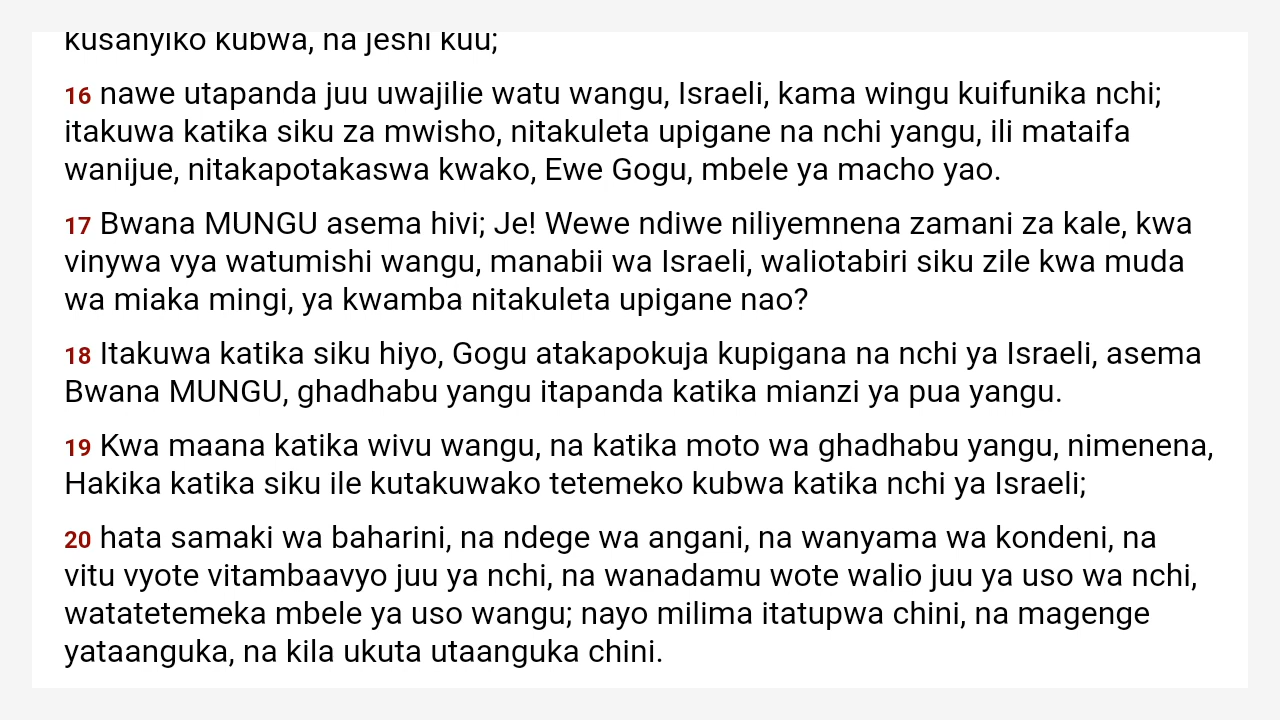 kusanyiko kubwa, na jeshi kuu;
16 nawe utapanda juu uwajilie watu wangu, Israeli, kama wingu kuifunika nchi;
itakuwa katika siku za mwisho, nitakuleta upigane na nchi yangu, ili mataifa
wanijue, nitakapotakaswa kwako, Ewe Gogu, mbele ya macho yao.
17 Bwana MUNGU asema hivi; Je! Wewe ndiwe niliyemnena zamani za kale, kwa
vinywa vya watumishi wangu, manabii wa Israeli, waliotabiri siku zile kwa muda
wa miaka mingi, ya kwamba nitakuleta upigane nao?
18 Itakuwa katika siku hiyo, Gogu atakapokuja kupigana na nchi ya Israeli, asema
Bwana MUNGU, ghadhabu yangu itapanda katika mianzi ya pua yangu.
19 Kwa maana katika wivu wangu, na katika moto wa ghadhabu yangu, nimenena,
Hakika katika siku ile kutakuwako tetemeko kubwa katika nchi ya Israeli;
20 hata samaki wa baharini, na ndege wa angani, na wanyama wa kondeni, na
vitu vyote vitambaavyo juu ya nchi, na wanadamu wote walio juu ya uso wa nchi,
watatetemeka mbele ya uso wangu; nayo milima itatupwa chini, na magenge
yataanguka, na kila ukuta utaanguka chini.